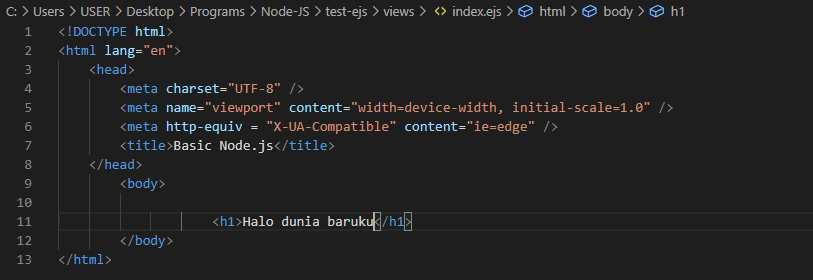 C: > Users > USER > Desktop > Programs > Node-JS > test-ejs > views > <> index.ejs > html > body > h1
1 <!DOCTYPE html>
2 <html lang="en">
3 <head>
4 <meta charset="UTF-8" />
5 <meta name="viewport" content="width=device-width, initial-scale=1.0" />
6 <meta http-equiv = "X-UA-Compatible" content="ie=edge" />
7 <title>Basic Node.js</title>
8 </head>
9 <body>
10
11 <h1>Halo dunia baruku</h1>
12 </body>
13 </html>